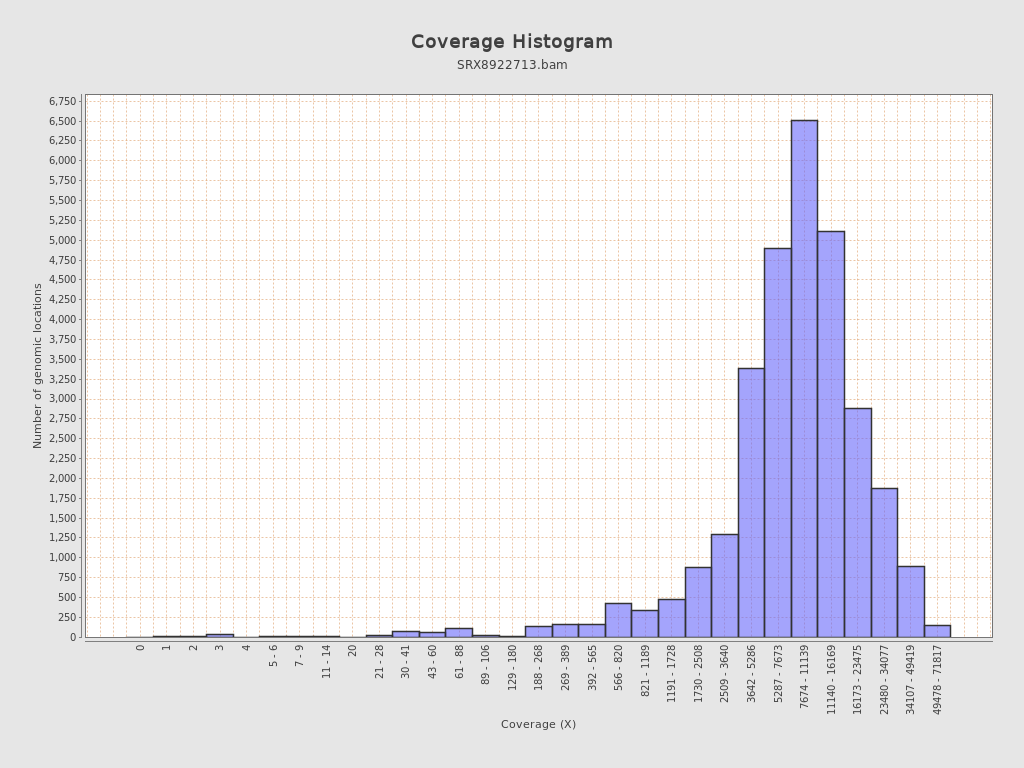 Coverage Histogram
SRX8922713.bam
Number of genomic locations
6,750
6,500
6,250
6,000
5,750
5,500
5,250
5,000
4,750
4,500
4,250
4,000
3,750
3,500
3,250
3,000
2,750
2,500
2,250
2,000
1,750
1,500
1,250
1,000
750
500
250
0
0
1
2
3
4
5 - 6
7 - 9
11 - 14
20
21 - 28
30 - 41
43 - 60
61 - 88
89 - 106
129 - 180
188 - 268
269 - 389
392 - 565
566 - 820
821 - 1189
1191 - 1728
1730 - 2508
2509 - 3640
3642 - 5286
5287 - 7673
7674 - 11139
11140 - 16169
16173 - 23475
23480 - 34077
34107 - 49419
49478 - 71817
Coverage (X)